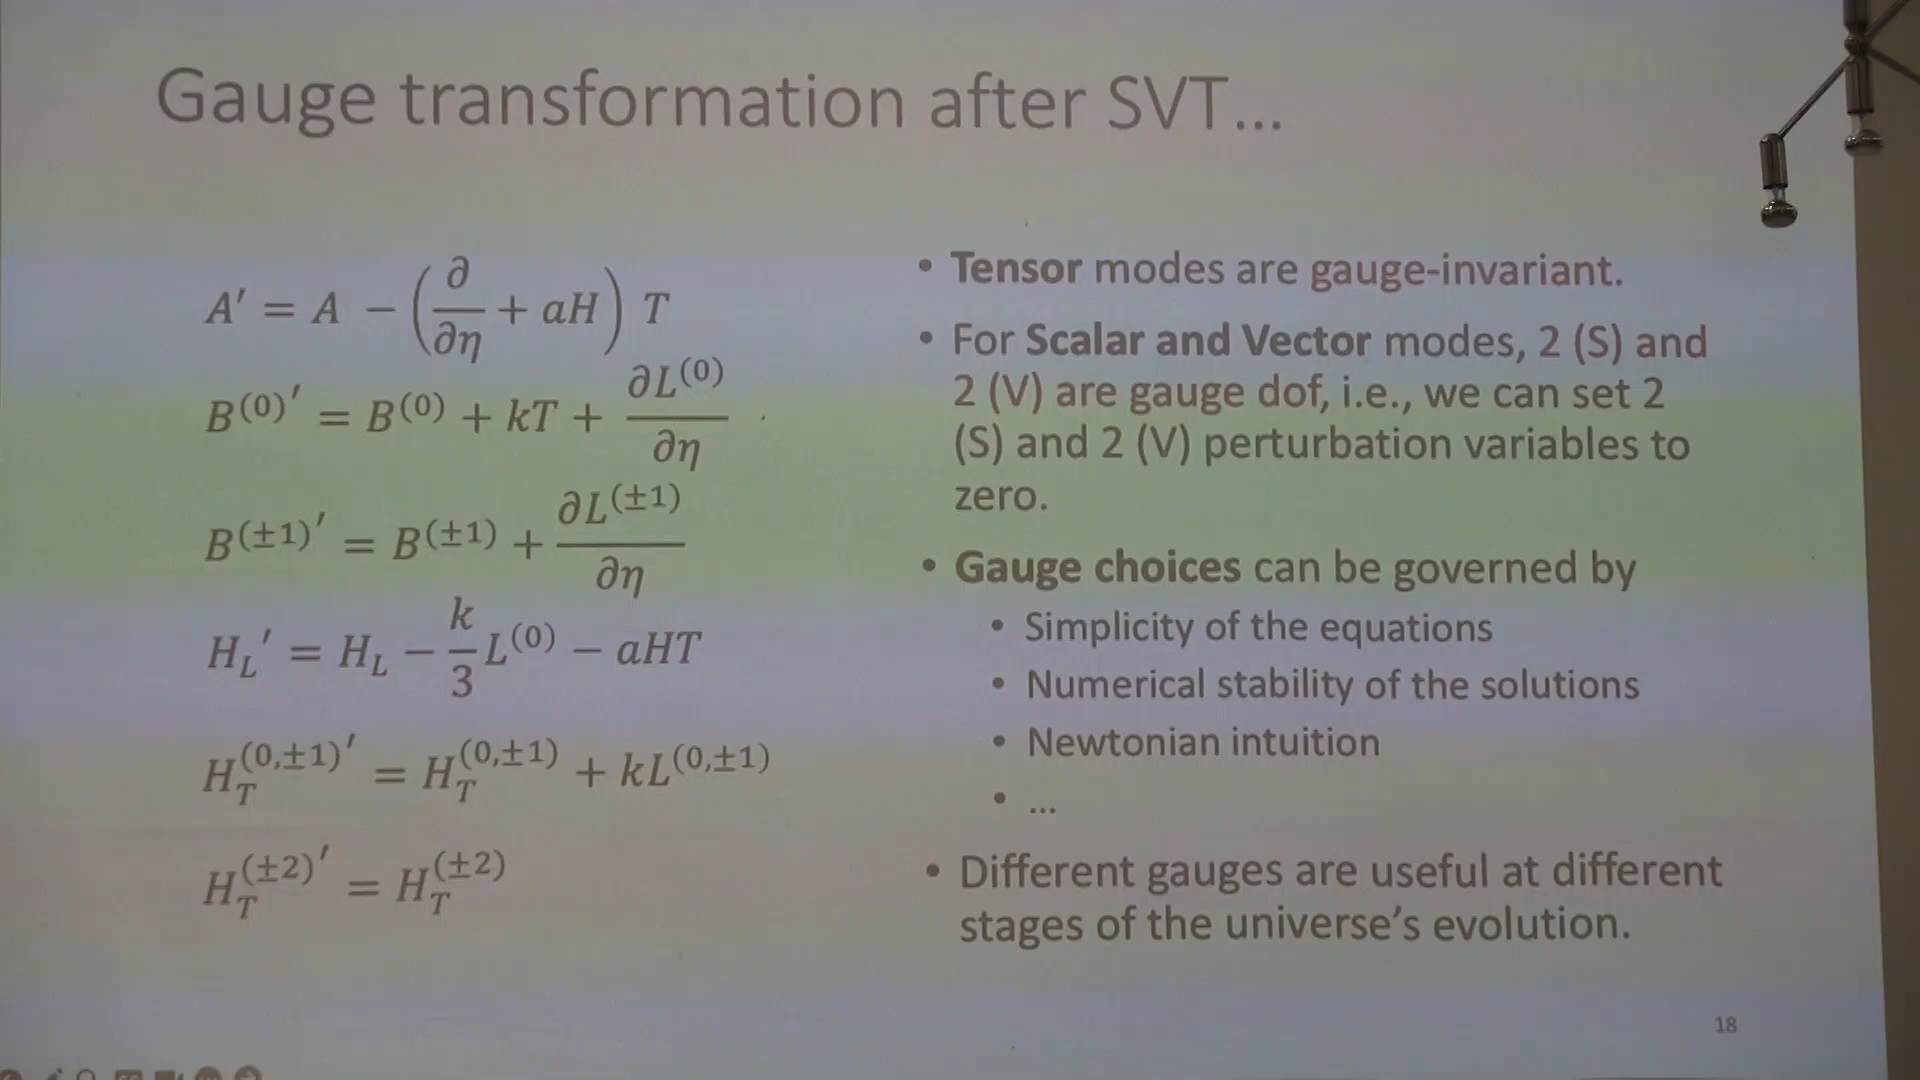 Gauge transformation after SVT...
A′ = A − (∂/∂η + aH) T
B^(0)′ = B^(0) + kT + ∂L^(0)/∂η
B^(±1)′ = B^(±1) + ∂L^(±1)/∂η
H_L′ = H_L − k/3 L^(0) − aHT
H_T^(0,±1)′ = H_T^(0,±1) + kL^(0,±1)
H_T^(±2)′ = H_T^(±2)
• Tensor modes are gauge-invariant.
• For Scalar and Vector modes, 2 (S) and
2 (V) are gauge dof, i.e., we can set 2
(S) and 2 (V) perturbation variables to
zero.
• Gauge choices can be governed by
• Simplicity of the equations
• Numerical stability of the solutions
• Newtonian intuition
• ...
• Different gauges are useful at different
stages of the universe's evolution.
18